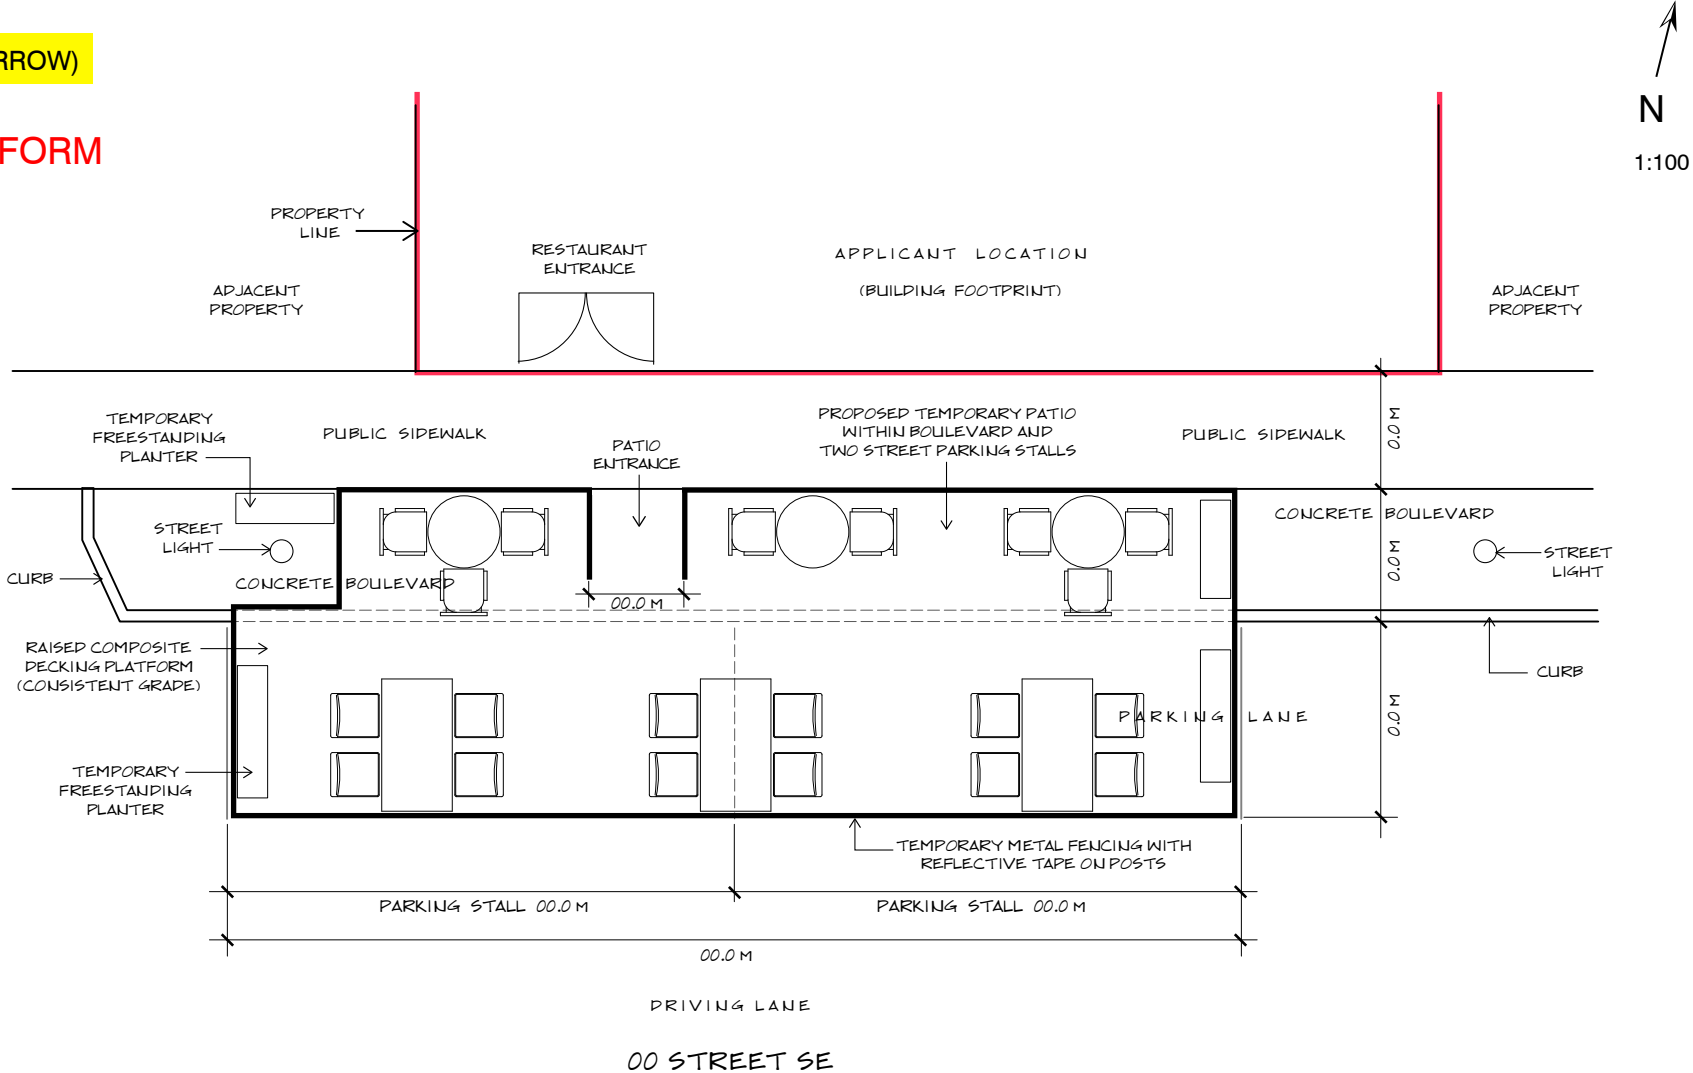 RROW)
FORM
N
1:100
PROPERTY
LINE
RESTAURANT
ENTRANCE
APPLICANT LOCATION
(BUILDING FOOTPRINT)
ADJACENT
PROPERTY
ADJACENT
PROPERTY
TEMPORARY
FREESTANDING
PLANTER
PUBLIC SIDEWALK
PATIO
ENTRANCE
PROPOSED TEMPORARY PATIO
WITHIN BOULEVARD AND
TWO STREET PARKING STALLS
PUBLIC SIDEWALK
0.0 M
STREET
LIGHT
CONCRETE BOULEVARD
CONCRETE BOULEVARD
0.0 M
STREET
LIGHT
CURB
00.0 M
RAISED COMPOSITE
DECKING PLATFORM
(CONSISTENT GRADE)
CURB
PARKING LANE
0.0 M
TEMPORARY
FREESTANDING
PLANTER
TEMPORARY METAL FENCING WITH
REFLECTIVE TAPE ON POSTS
PARKING STALL 00.0 M
PARKING STALL 00.0 M
00.0 M
DRIVING LANE
00 STREET SE